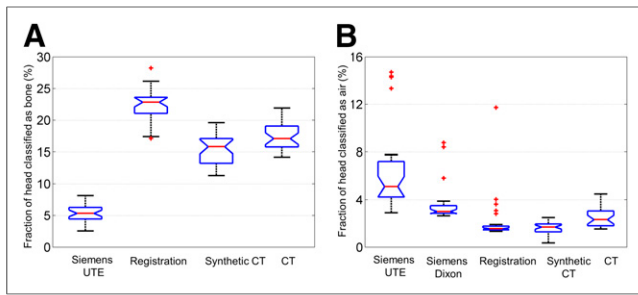 A
Fraction of head classified as bone (%)
30
25
20
15
10
5
0
Siemens
UTE
Registration
Synthetic CT
CT
B
Fraction of head classified as air (%)
16
12
8
4
0
Siemens
UTE
Siemens
Dixon
Registration
Synthetic
CT
CT